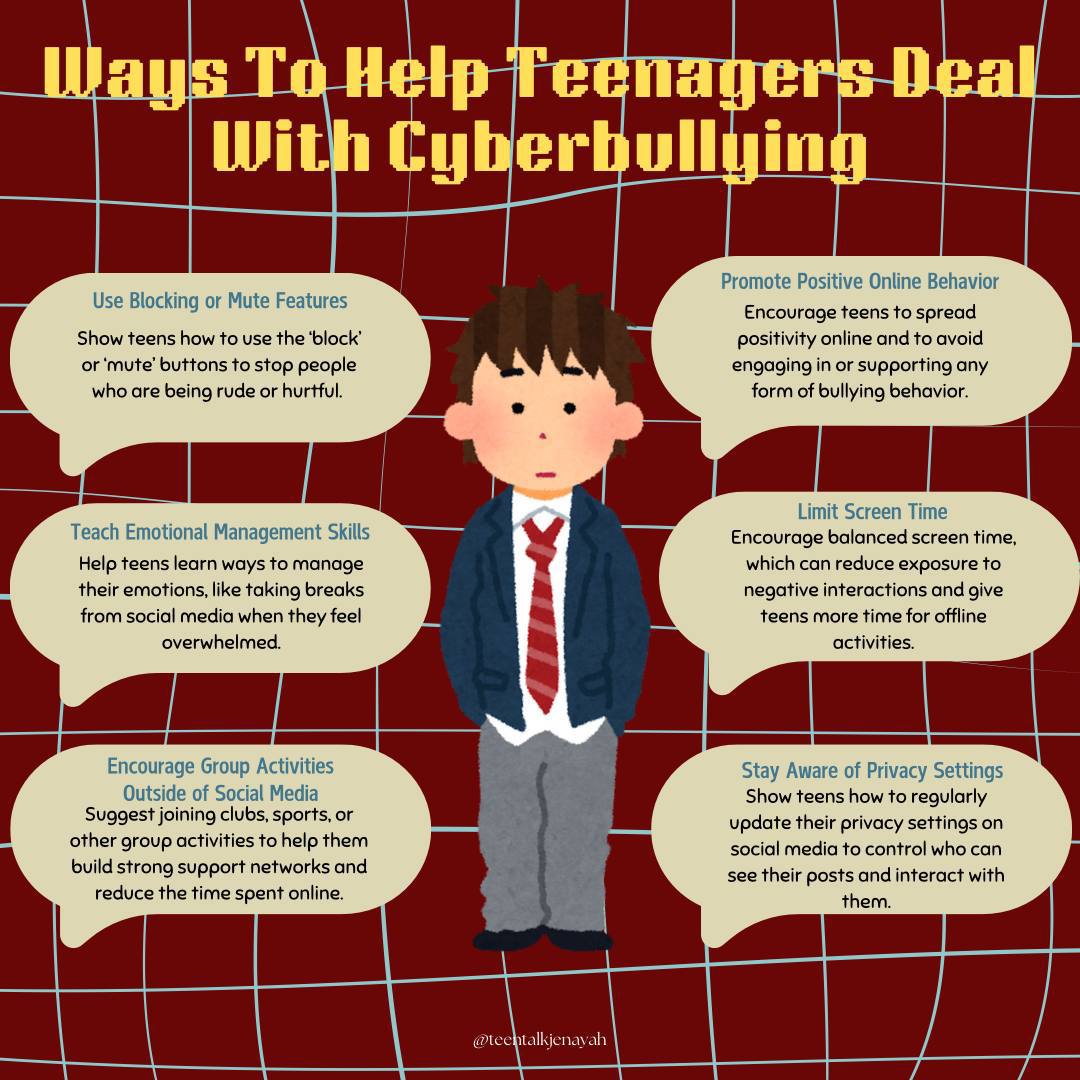 Ways To Help Teenagers Deal
With Cyberbullying
Use Blocking or Mute Features
Show teens how to use the ‘block’
or ‘mute’ buttons to stop people
who are being rude or hurtful.
Promote Positive Online Behavior
Encourage teens to spread
positivity online and to avoid
engaging in or supporting any
form of bullying behavior.
Teach Emotional Management Skills
Help teens learn ways to manage
their emotions, like taking breaks
from social media when they feel
overwhelmed.
Limit Screen Time
Encourage balanced screen time,
which can reduce exposure to
negative interactions and give
teens more time for offline
activities.
Encourage Group Activities
Outside of Social Media
Suggest joining clubs, sports, or
other group activities to help them
build strong support networks and
reduce the time spent online.
Stay Aware of Privacy Settings
Show teens how to regularly
update their privacy settings on
social media to control who can
see their posts and interact with
them.
@teentalkjenayah